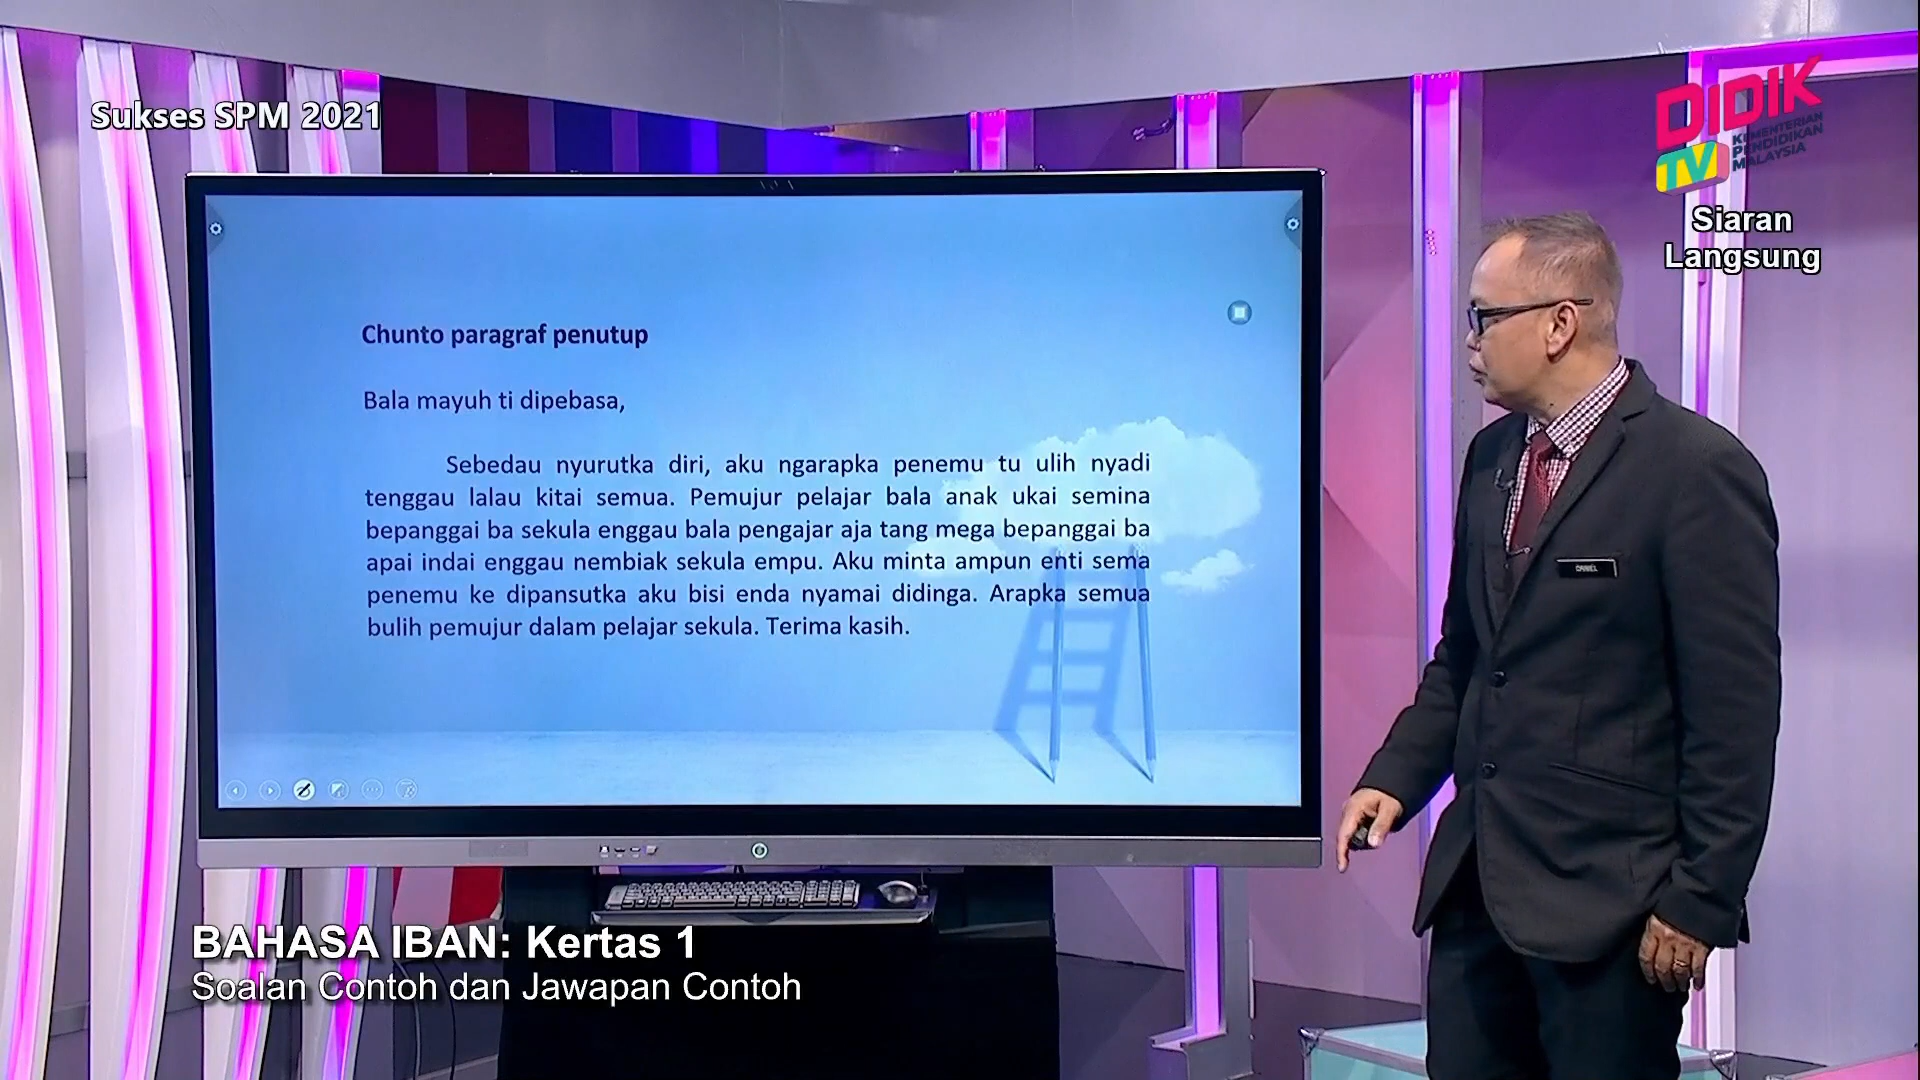 Sukses SPM 2021
DIDIK
TV
KEMENTERIAN
PENDIDIKAN
MALAYSIA
Siaran
Langsung
Chunto paragraf penutup
Bala mayuh ti dipebasa,
Sebedau nyurutka diri, aku ngarapka penemu tu ulih nyadi
tenggau lalau kitai semua. Pemujur pelajar bala anak ukai semina
bepanggai ba sekula enggau bala pengajar aja tang mega bepanggai ba
apai indai enggau nembiak sekula empu. Aku minta ampun enti sema
penemu ke dipansutka aku bisi enda nyamai didinga. Arapka semua
bulih pemujur dalam pelajar sekula. Terima kasih.
DANIEL
BAHASA IBAN: Kertas 1
Soalan Contoh dan Jawapan Contoh